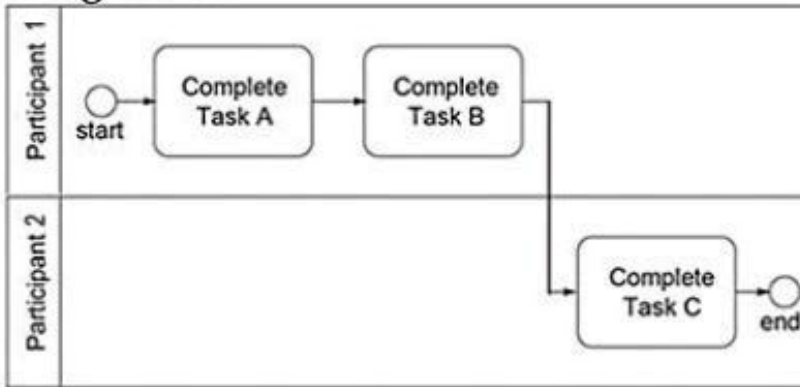 Participant 1
start
Complete
Task A
Complete
Task B
Participant 2
Complete
Task C
end